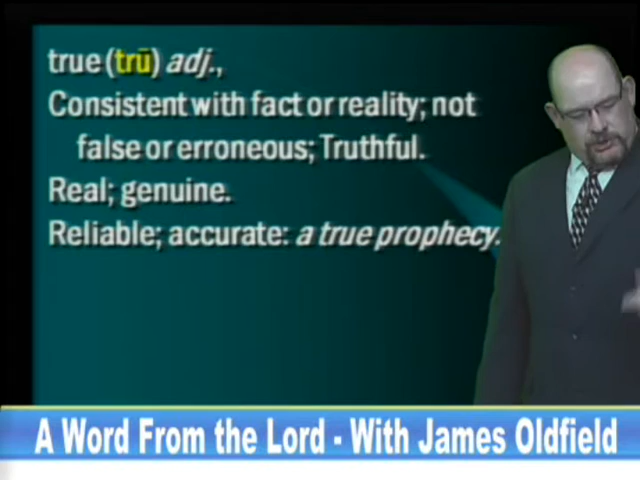 true (trū) adj.,
Consistent with fact or reality; not
false or erroneous; Truthful.
Real; genuine.
Reliable; accurate: a true prophecy.
A Word From the Lord - With James Oldfield